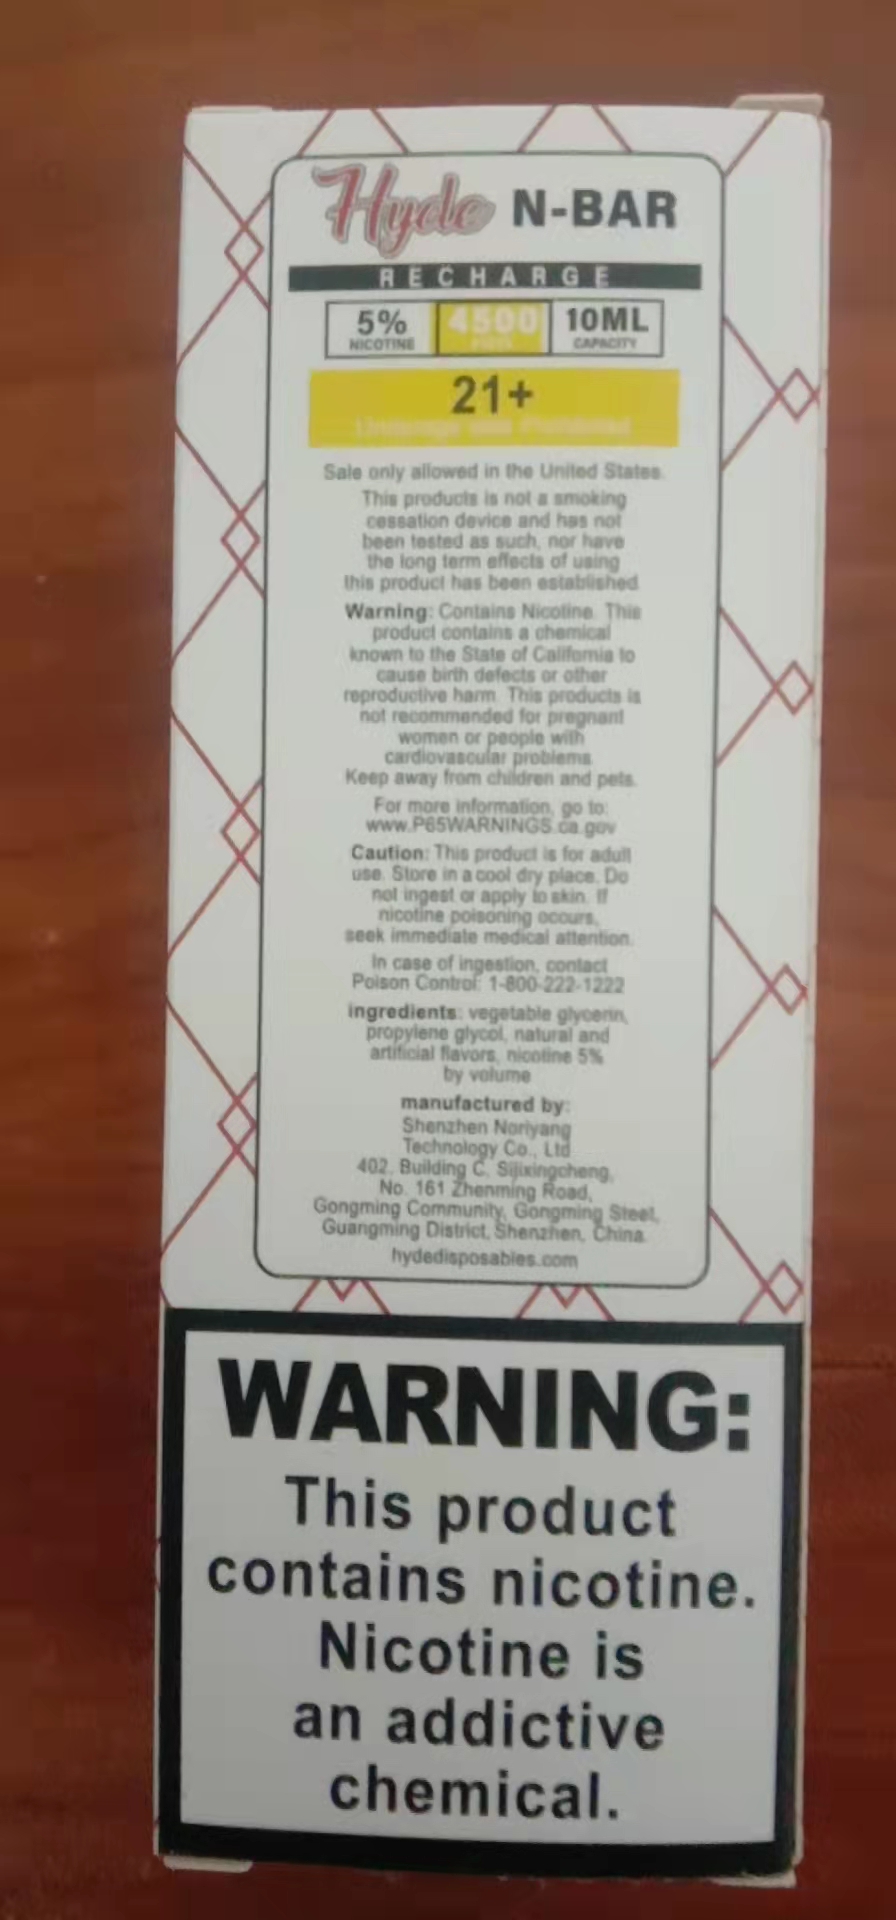 Hyde N-BAR
RECHARGE
5% 4500 10ML
NICOTINE PUFFS CAPACITY
21+
Underage Sale Prohibited
Sale only allowed in the United States.
This products is not a smoking
cessation device and has not
been tested as such, nor have
the long term effects of using
this product has been established
Warning: Contains Nicotine. This
product contains a chemical
known to the State of California to
cause birth defects or other
reproductive harm. This products is
not recommended for pregnant
women or people with
cardiovascular problems.
Keep away from children and pets.
For more information, go to:
www.P65WARNINGS.ca.gov
Caution: This product is for adult
use. Store in a cool dry place. Do
not ingest or apply to skin. If
nicotine poisoning occurs,
seek immediate medical attention.
In case of ingestion, contact
Poison Control: 1-800-222-1222
ingredients: vegetable glycerin,
propylene glycol, natural and
artificial flavors, nicotine 5%
by volume
manufactured by:
Shenzhen Noriyang
Technology Co., Ltd
402, Building C, Sijixingcheng,
No. 161 Zhenming Road,
Gongming Community, Gongming Steet,
Guangming District, Shenzhen, China.
hydedisposables.com
WARNING:
This product
contains nicotine.
Nicotine is
an addictive
chemical.